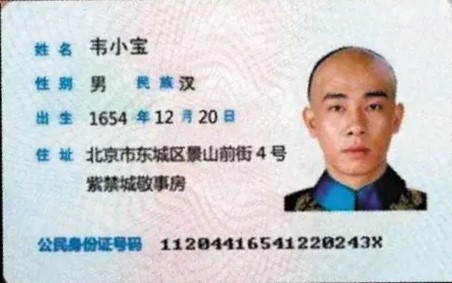 姓名 韦小宝
性别 男 民族 汉
出生 1654 年 12 月 20 日
住址 北京市东城区景山前街4号
紫禁城敬事房
公民身份证号码 11204416541220243X